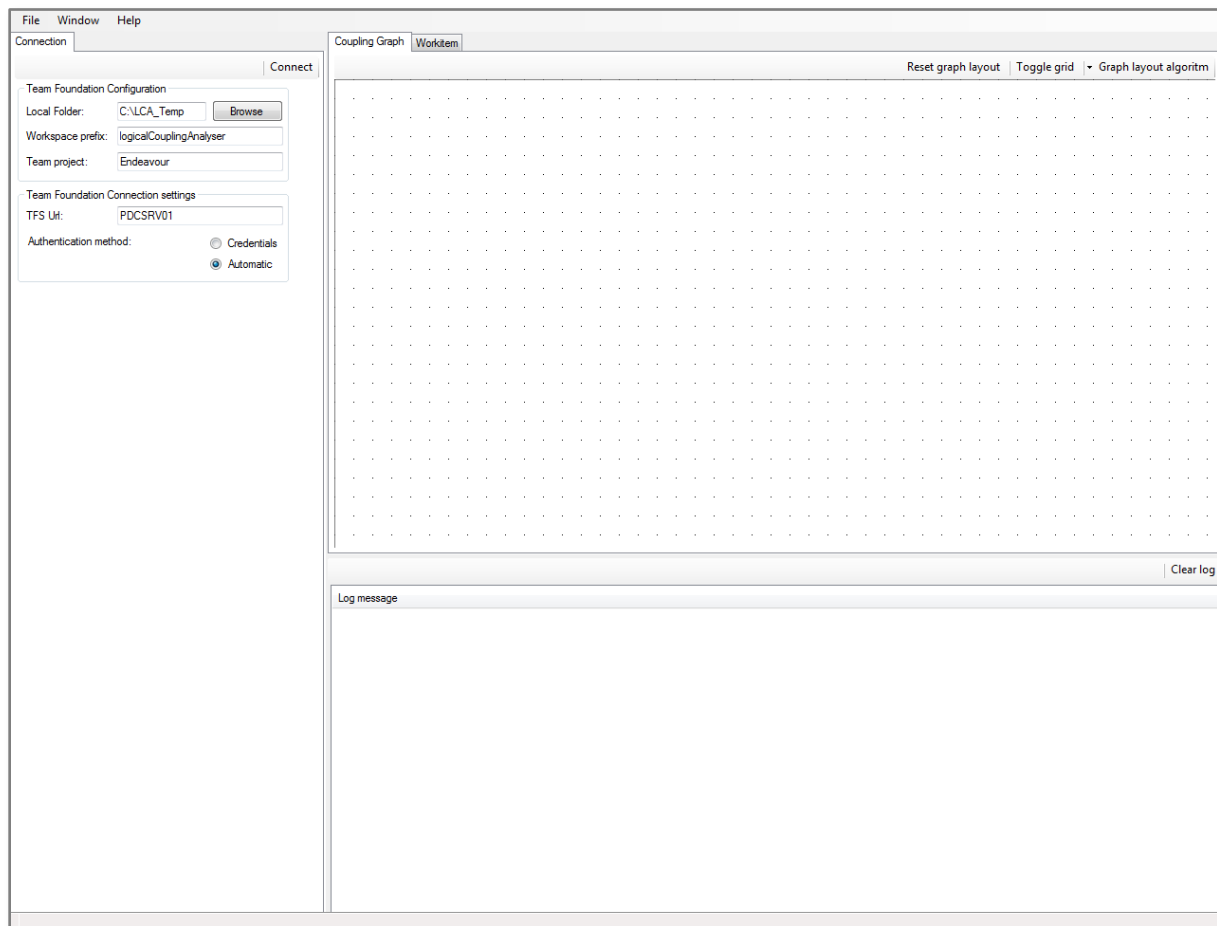 File Window Help
Connection
Connect
Team Foundation Configuration
Local Folder: C:\LCA_Temp Browse
Workspace prefix: logicalCouplingAnalyser
Team project: Endeavour
Team Foundation Connection settings
TFS Url: PDCSRV01
Authentication method: Credentials
Automatic
Coupling Graph Workitem
Reset graph layout Toggle grid Graph layout algoritm
Clear log
Log message